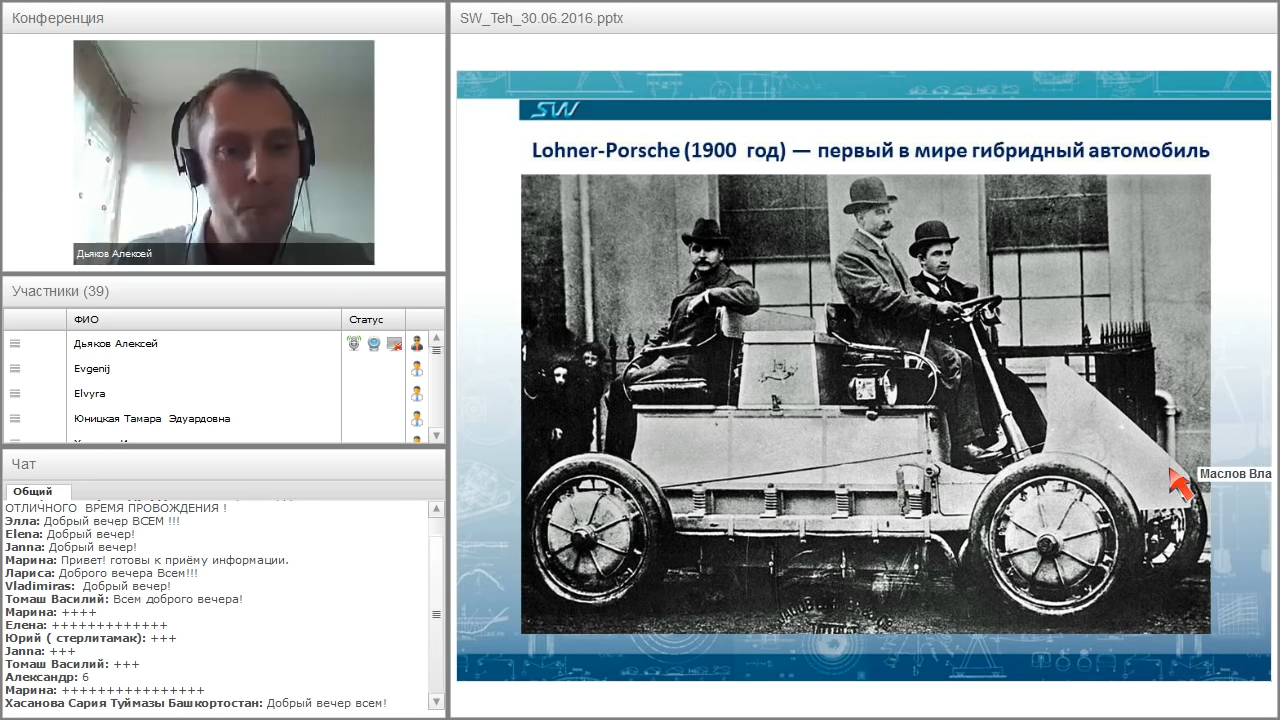 Конференция
Дьяков Алексей
Участники (39)
ФИО
Статус
Дьяков Алексей
Evgenij
Elvyra
Юницкая Тамара Эдуардовна
Чат
Общий
ОТЛИЧНОГО ВРЕМЯ ПРОВОЖДЕНИЯ !
Элла: Добрый вечер ВСЕМ !!!
Elena: Добрый вечер!
Janna: Добрый вечер!
Марина: Привет! готовы к приёму информации.
Лариса: Доброго вечера Всем!!!
Vladimiras: Добрый вечер!
Томаш Василий: Всем доброго вечера!
Марина: ++++
Елена: +++++++++++++
Юрий ( стерлитамак): +++
Janna: +++
Томаш Василий: +++
Александр: 6
Марина: ++++++++++++++++
Хасанова Сария Туймазы Башкортостан: Добрый вечер всем!
SW_Teh_30.06.2016.pptx
SW
Lohner-Porsche (1900 год) — первый в мире гибридный автомобиль
Маслов Вла